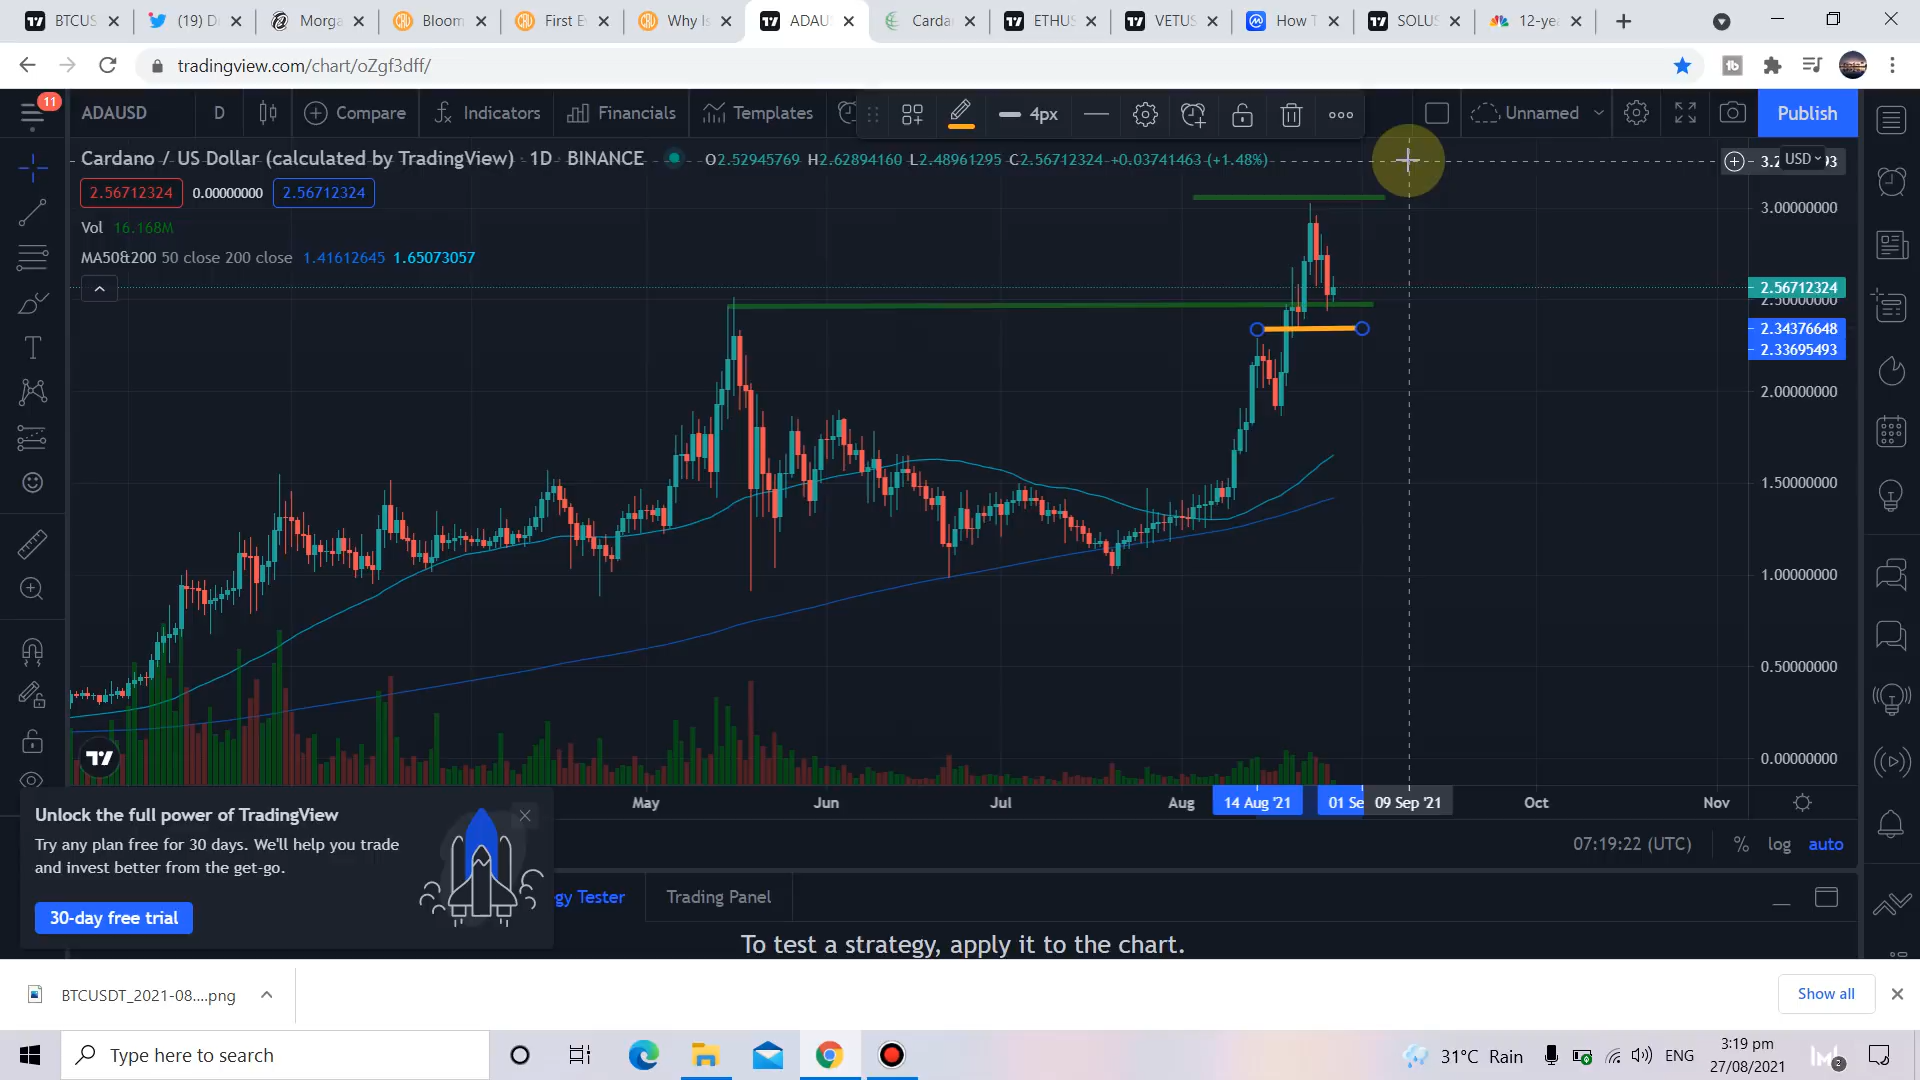 BTCUS
(19) D
Morga
Bloom
First E
Why I
ADAU
Carda
ETHUS
VETUS
How T
SOLUS
12-ye
tradingview.com/chart/oZgf3dff/
11
ADAUSD
D
Compare
Indicators
Financials
Templates
4px
Unnamed
Publish
Cardano / US Dollar (calculated by TradingView) · 1D · BINANCE
O2.52945769 H2.62894160 L2.48961295 C2.56712324 +0.03741463 (+1.48%)
USD
2.56712324
0.00000000
2.56712324
Vol 16.168M
MA50&200 50 close 200 close 1.41612645 1.65073057
3.00000000
2.56712324
2.50000000
2.34376648
2.33695493
2.00000000
1.50000000
1.00000000
0.50000000
0.00000000
May
Jun
Jul
Aug
14 Aug '21
01 Se
09 Sep '21
Oct
Nov
Unlock the full power of TradingView
Try any plan free for 30 days. We'll help you trade
and invest better from the get-go.
30-day free trial
07:19:22 (UTC)
%
log
auto
gy Tester
Trading Panel
To test a strategy, apply it to the chart.
BTCUSDT_2021-08....png
Show all
Type here to search
31°C Rain
ENG
3:19 pm
27/08/2021
2